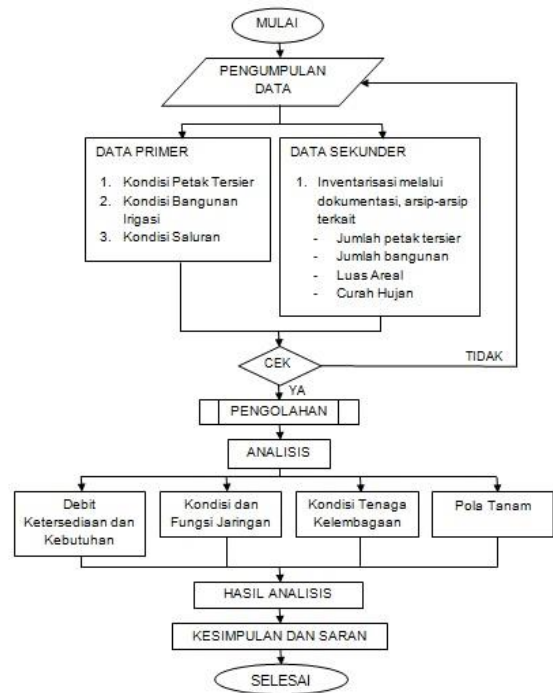 MULAI
PENGUMPULAN
DATA
DATA PRIMER
1. Kondisi Petak Tersier
2. Kondisi Bangunan
Irigasi
3. Kondisi Saluran
DATA SEKUNDER
1. Inventarisasi melalui
dokumentasi, arsip-arsip
terkait
- Jumlah petak tersier
- Jumlah bangunan
- Luas Areal
- Curah Hujan
CEK
TIDAK
YA
PENGOLAHAN
ANALISIS
Debit
Ketersediaan dan
Kebutuhan
Kondisi dan
Fungsi Jaringan
Kondisi Tenaga
Kelembagaan
Pola Tanam
HASIL ANALISIS
KESIMPULAN DAN SARAN
SELESAI